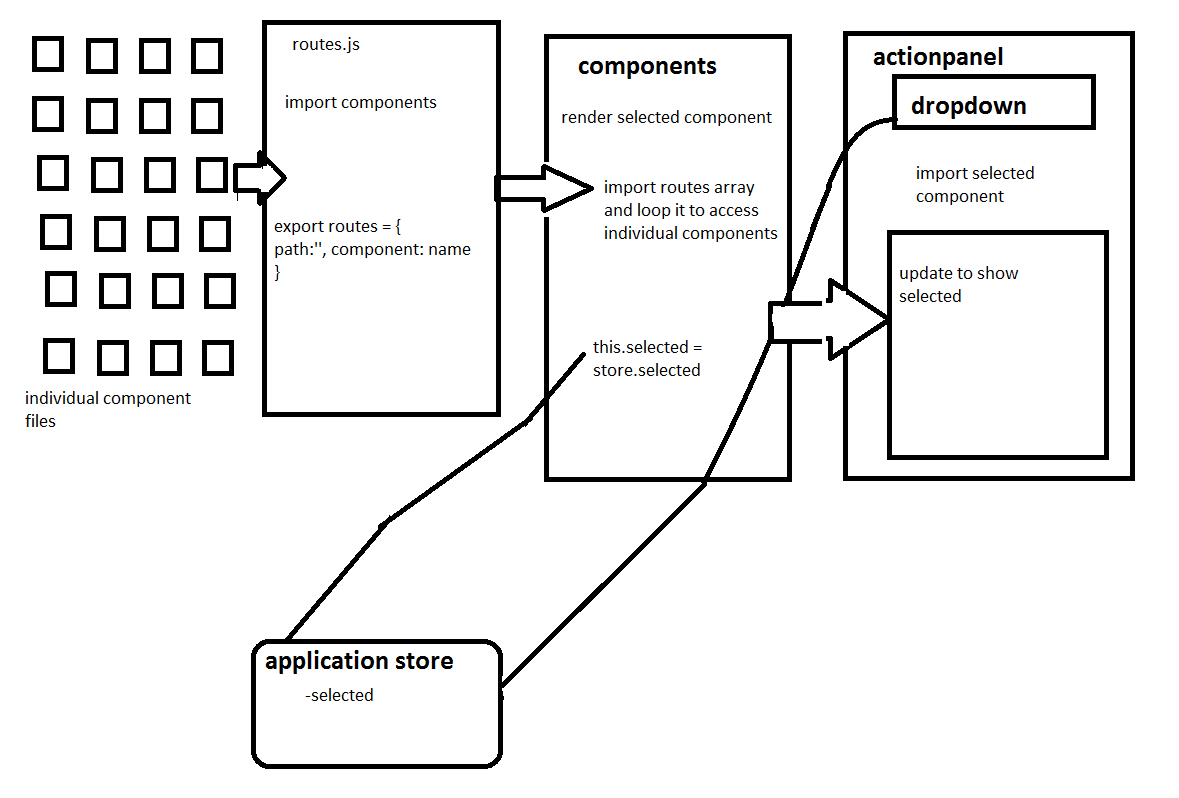 routes.js
import components
export routes = {
path:'', component: name
}
individual component
files
components
render selected component
import routes array
and loop it to access
individual components
this.selected =
store.selected
actionpanel
dropdown
import selected
component
update to show
selected
application store
-selected